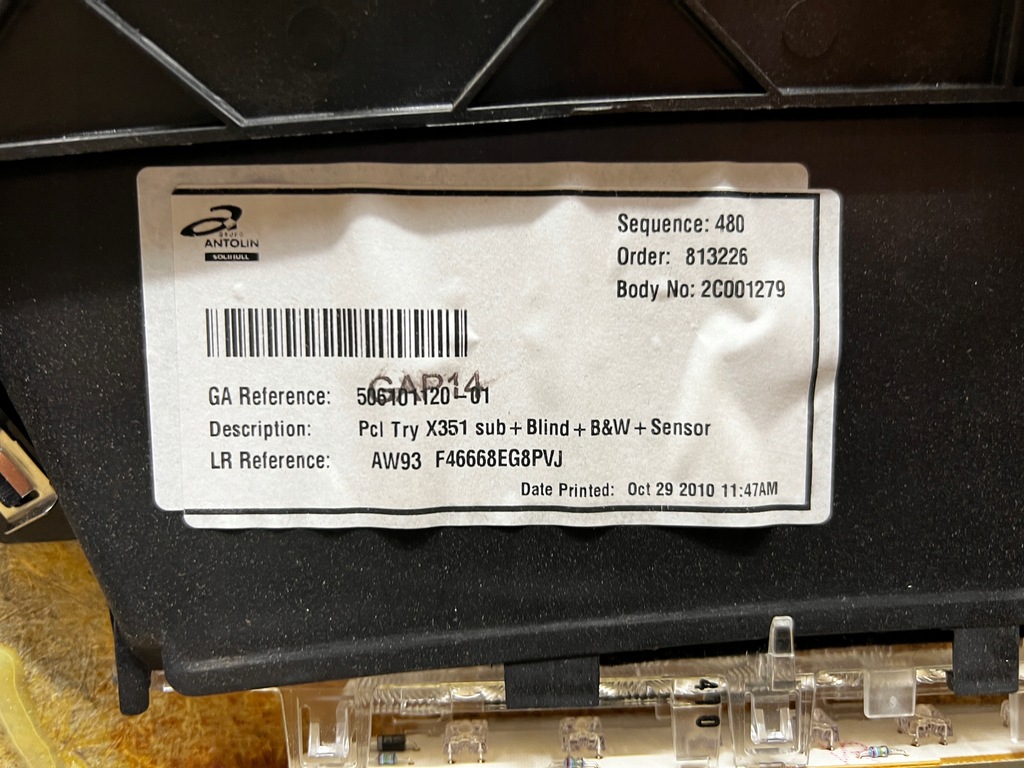 GRUPO
ANTOLIN
SOLIHULL
Sequence: 480
Order: 813226
Body No: 2C001279
GAP14
GA Reference: 506101120-01
Description: Pcl Try X351 sub+Blind+B&W+Sensor
LR Reference: AW93 F46668EG8PVJ
Date Printed: Oct 29 2010 11:47AM